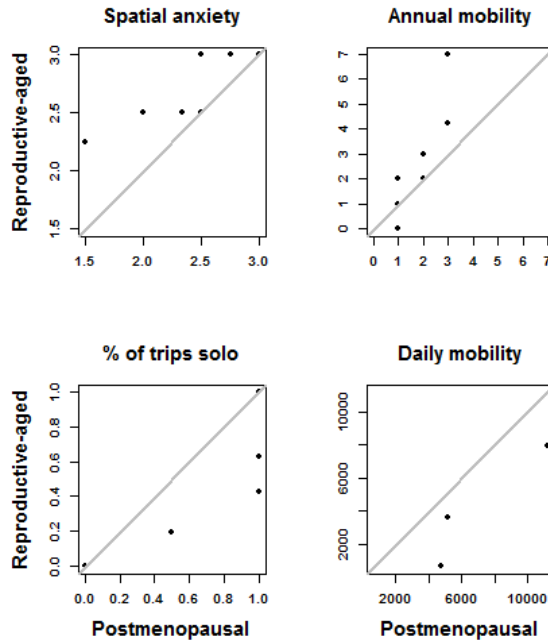 Spatial anxiety
Annual mobility
Reproductive-aged
3.0
2.5
2.0
1.5
1.5 2.0 2.5 3.0
7
6
5
4
3
2
1
0
0 1 2 3 4 5 6 7
% of trips solo
Daily mobility
Reproductive-aged
1.0
0.8
0.6
0.4
0.2
0.0
0.0 0.2 0.4 0.6 0.8 1.0
10000
6000
2000
2000 6000 10000
Postmenopausal
Postmenopausal